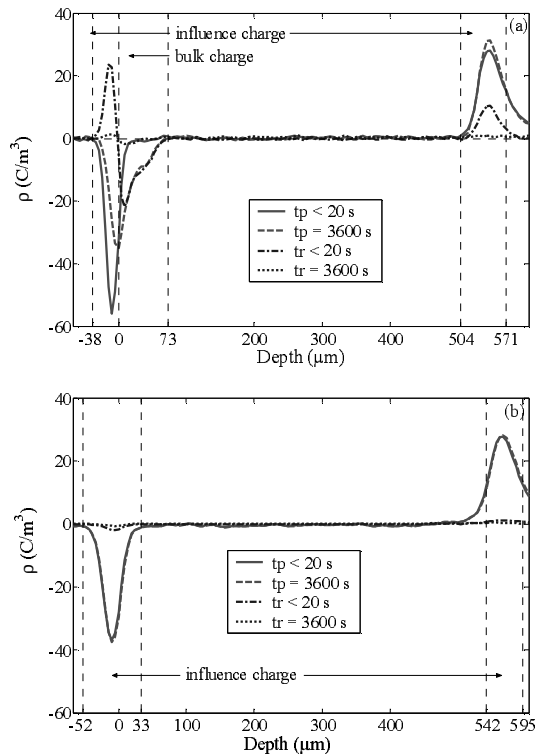 40
influence charge
(a)
bulk charge
20
0
-20
-40
-60
ρ (C/m³)
tp < 20 s
tp = 3600 s
tr < 20 s
tr = 3600 s
-38 0 73 200 300 400 504 571
Depth (µm)
40
(b)
20
0
-20
-40
-60
ρ (C/m³)
tp < 20 s
tp = 3600 s
tr < 20 s
tr = 3600 s
influence charge
-52 0 33 100 200 300 400 542 595
Depth (µm)